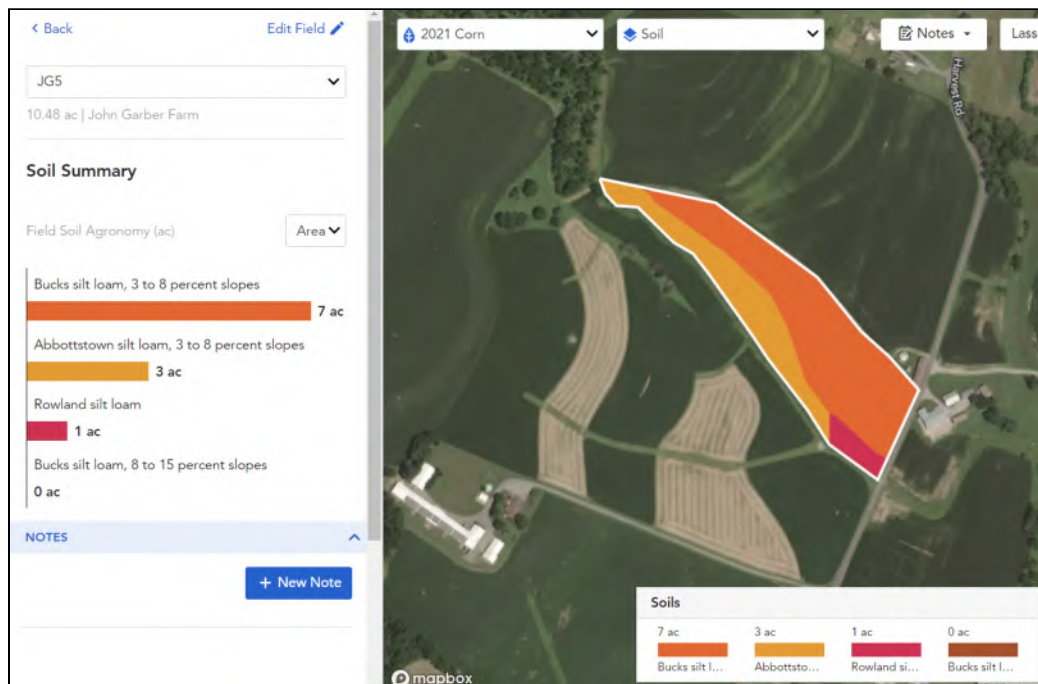 < Back
Edit Field
JG5
10.48 ac | John Garber Farm
Soil Summary
Field Soil Agronomy (ac)
Area
Bucks silt loam, 3 to 8 percent slopes
7 ac
Abbottstown silt loam, 3 to 8 percent slopes
3 ac
Rowland silt loam
1 ac
Bucks silt loam, 8 to 15 percent slopes
0 ac
NOTES
+ New Note
2021 Corn
Soil
Notes
Lass
Harvest Rd
Soils
7 ac
3 ac
1 ac
0 ac
Bucks silt l...
Abbottsto...
Rowland si...
Bucks silt l...
mapbox